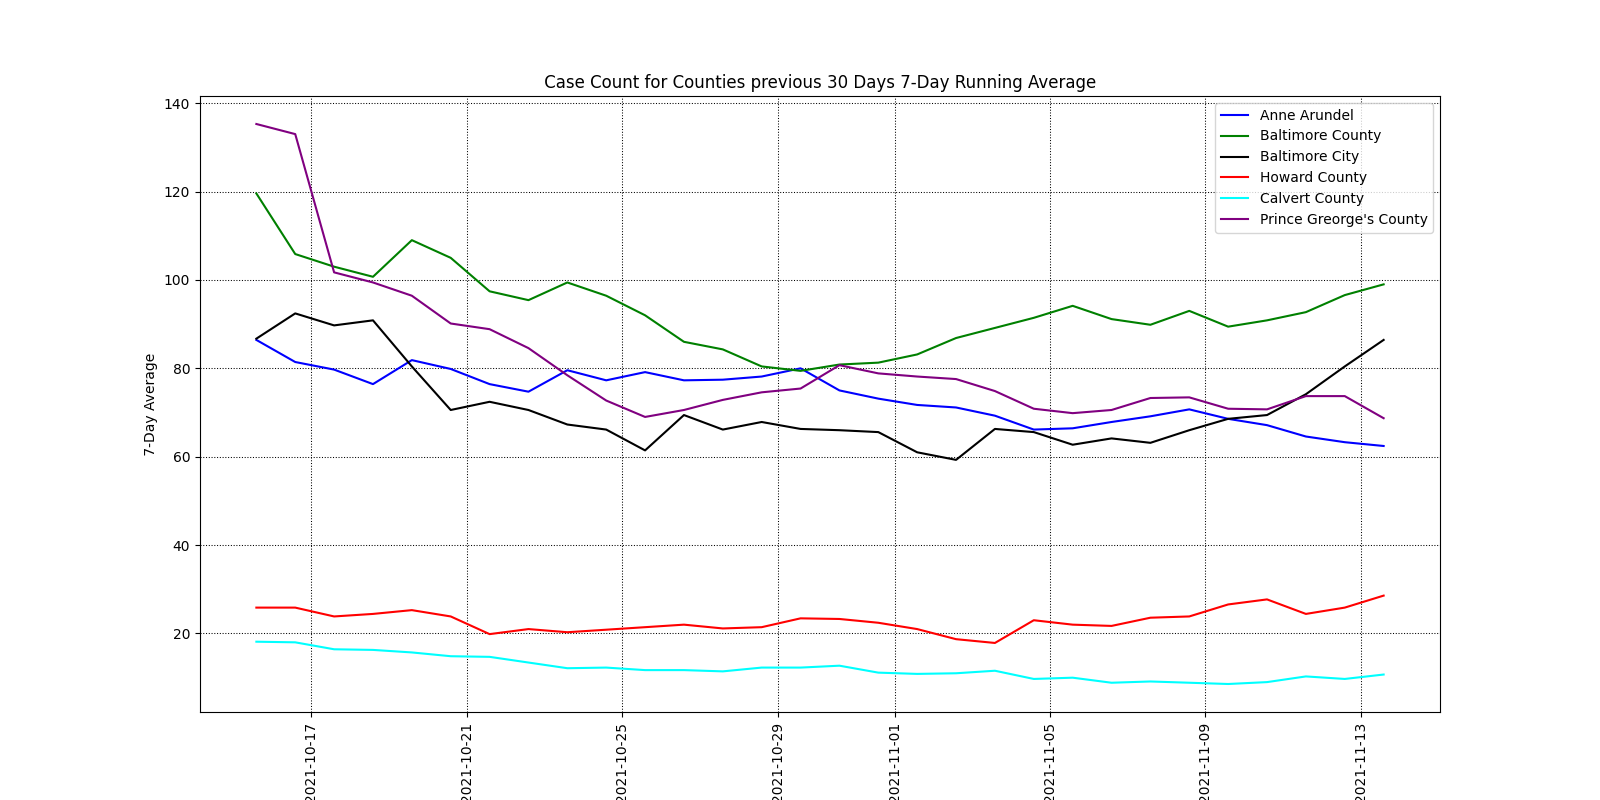 Case Count for Counties previous 30 Days 7-Day Running Average
140
120
100
80
60
40
20
7-Day Average
Anne Arundel
Baltimore County
Baltimore City
Howard County
Calvert County
Prince Greorge's County
2021-10-17
2021-10-21
2021-10-25
2021-10-29
2021-11-01
2021-11-05
2021-11-09
2021-11-13